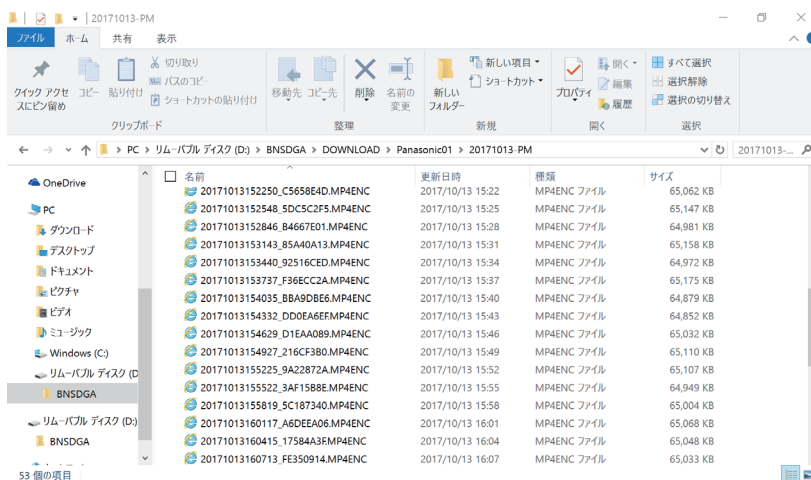 20171013-PM
ファイル ホーム 共有 表示
クイック アクセスにピン留め
コピー
貼り付け
切り取り
パスのコピー
ショートカットの貼り付け
クリップボード
移動先
コピー先
削除
名前の変更
整理
新しいフォルダー
新しい項目
ショートカット
新規
プロパティ
開く
編集
履歴
開く
すべて選択
選択解除
選択の切り替え
選択
PC > リムーバブル ディスク (D:) > BNSDGA > DOWNLOAD > Panasonic01 > 20171013-PM
20171013-...
OneDrive
PC
ダウンロード
デスクトップ
ドキュメント
ピクチャ
ビデオ
ミュージック
Windows (C:)
リムーバブル ディスク (D
BNSDGA
リムーバブル ディスク (D:)
BNSDGA
名前 更新日時 種類 サイズ
20171013152250_C5658E4D.MP4ENC 2017/10/13 15:22 MP4ENC ファイル 65,062 KB
20171013152548_5DC5C2F5.MP4ENC 2017/10/13 15:25 MP4ENC ファイル 65,147 KB
20171013152846_B4667E01.MP4ENC 2017/10/13 15:28 MP4ENC ファイル 64,981 KB
20171013153143_85A40A13.MP4ENC 2017/10/13 15:31 MP4ENC ファイル 65,158 KB
20171013153440_92516CED.MP4ENC 2017/10/13 15:34 MP4ENC ファイル 64,972 KB
20171013153737_F36ECC2A.MP4ENC 2017/10/13 15:37 MP4ENC ファイル 65,175 KB
20171013154035_BBA9DBE6.MP4ENC 2017/10/13 15:40 MP4ENC ファイル 64,879 KB
20171013154332_DD0EA6EF.MP4ENC 2017/10/13 15:43 MP4ENC ファイル 64,852 KB
20171013154629_D1EAA089.MP4ENC 2017/10/13 15:46 MP4ENC ファイル 65,032 KB
20171013154927_216CF3B0.MP4ENC 2017/10/13 15:49 MP4ENC ファイル 65,110 KB
20171013155225_9A22872A.MP4ENC 2017/10/13 15:52 MP4ENC ファイル 65,107 KB
20171013155522_3AF15B8E.MP4ENC 2017/10/13 15:55 MP4ENC ファイル 64,949 KB
20171013155819_5C187340.MP4ENC 2017/10/13 15:58 MP4ENC ファイル 65,004 KB
20171013160117_A6DEEA06.MP4ENC 2017/10/13 16:01 MP4ENC ファイル 65,068 KB
20171013160415_17584A3F.MP4ENC 2017/10/13 16:04 MP4ENC ファイル 65,048 KB
20171013160713_FE350914.MP4ENC 2017/10/13 16:07 MP4ENC ファイル 65,033 KB
53 個の項目